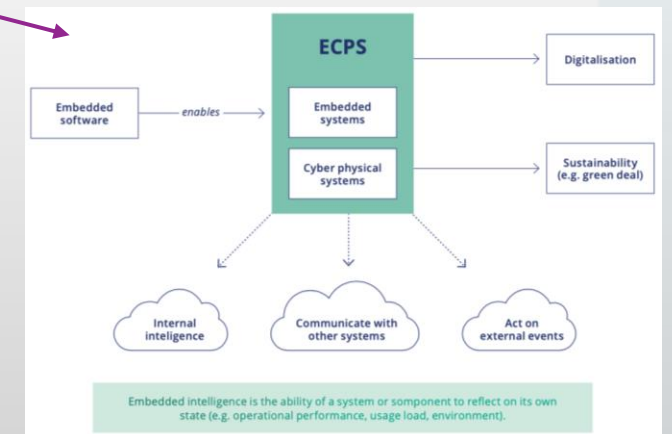 ECPS
Digitalisation
Embedded
software
enables
Embedded
systems
Cyber physical
systems
Sustainability
(e.g. green deal)
Internal
inteligence
Communicate with
other systems
Act on
external events
Embedded intelligence is the ability of a system or somponent to reflect on its own
state (e.g. operational performance, usage load, environment).